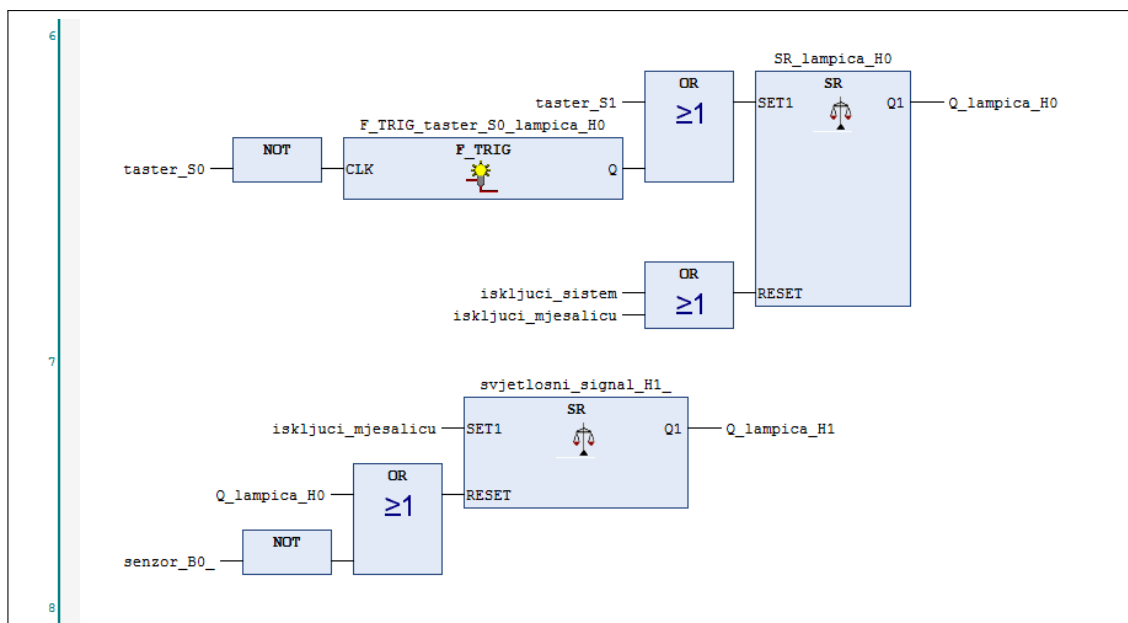 6
SR_lampica_H0
OR
SR
taster_S1
≥1
SET1
Q1
Q_lampica_H0
F_TRIG_taster_S0_lampica_H0
NOT
F_TRIG
taster_S0
CLK
Q
OR
iskljuci_sistem
≥1
RESET
iskljuci_mjesalicu
7
svjetlosni_signal_H1_
SR
iskljuci_mjesalicu
SET1
Q1
Q_lampica_H1
OR
Q_lampica_H0
≥1
RESET
NOT
senzor_B0_
8